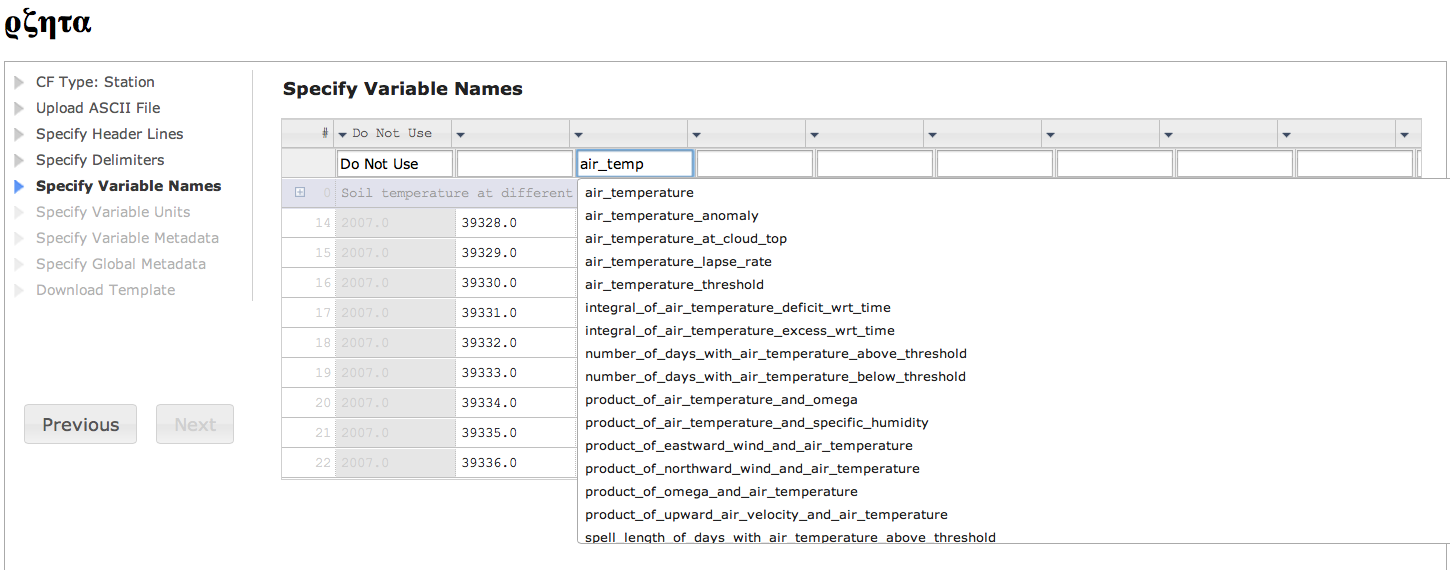 ρζητα
CF Type: Station
Upload ASCII File
Specify Header Lines
Specify Delimiters
Specify Variable Names
Specify Variable Units
Specify Variable Metadata
Specify Global Metadata
Download Template
Previous Next
Specify Variable Names
# Do Not Use
Do Not Use air_temp
0 Soil temperature at different
14 2007.0 39328.0
15 2007.0 39329.0
16 2007.0 39330.0
17 2007.0 39331.0
18 2007.0 39332.0
19 2007.0 39333.0
20 2007.0 39334.0
21 2007.0 39335.0
22 2007.0 39336.0
air_temperature
air_temperature_anomaly
air_temperature_at_cloud_top
air_temperature_lapse_rate
air_temperature_threshold
integral_of_air_temperature_deficit_wrt_time
integral_of_air_temperature_excess_wrt_time
number_of_days_with_air_temperature_above_threshold
number_of_days_with_air_temperature_below_threshold
product_of_air_temperature_and_omega
product_of_air_temperature_and_specific_humidity
product_of_eastward_wind_and_air_temperature
product_of_northward_wind_and_air_temperature
product_of_omega_and_air_temperature
product_of_upward_air_velocity_and_air_temperature
spell_length_of_days_with_air_temperature_above_threshold